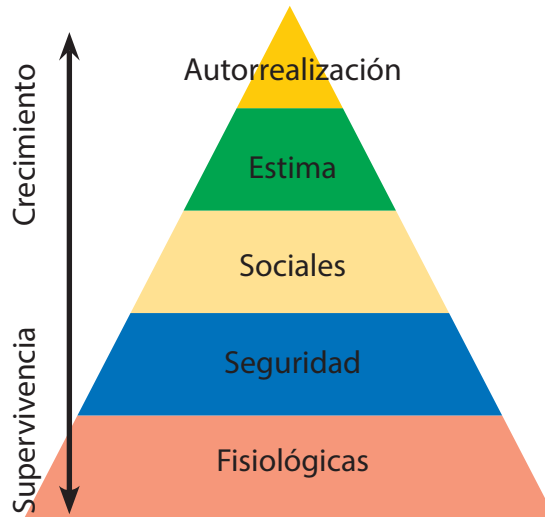 Autorrealización
Estima
Sociales
Seguridad
Fisiológicas
Crecimiento
Supervivencia